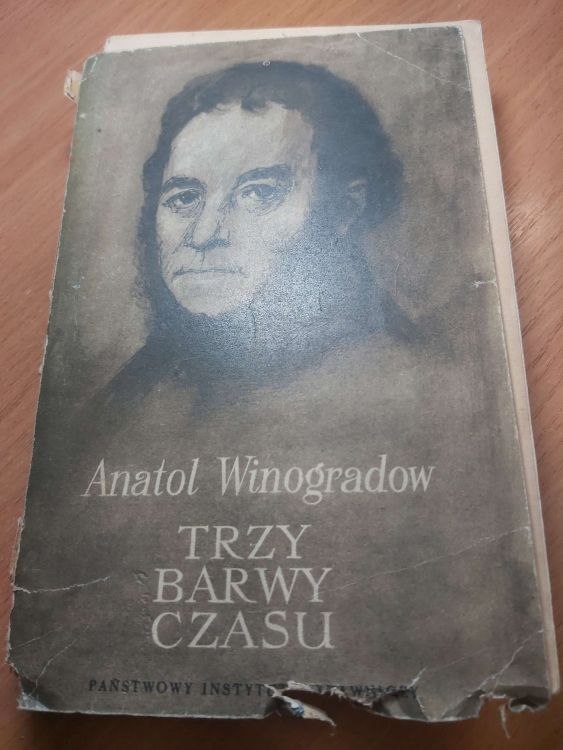 Anatol Winogradow
TRZY
BARWY
CZASU
PAŃSTWOWY INSTYTUT